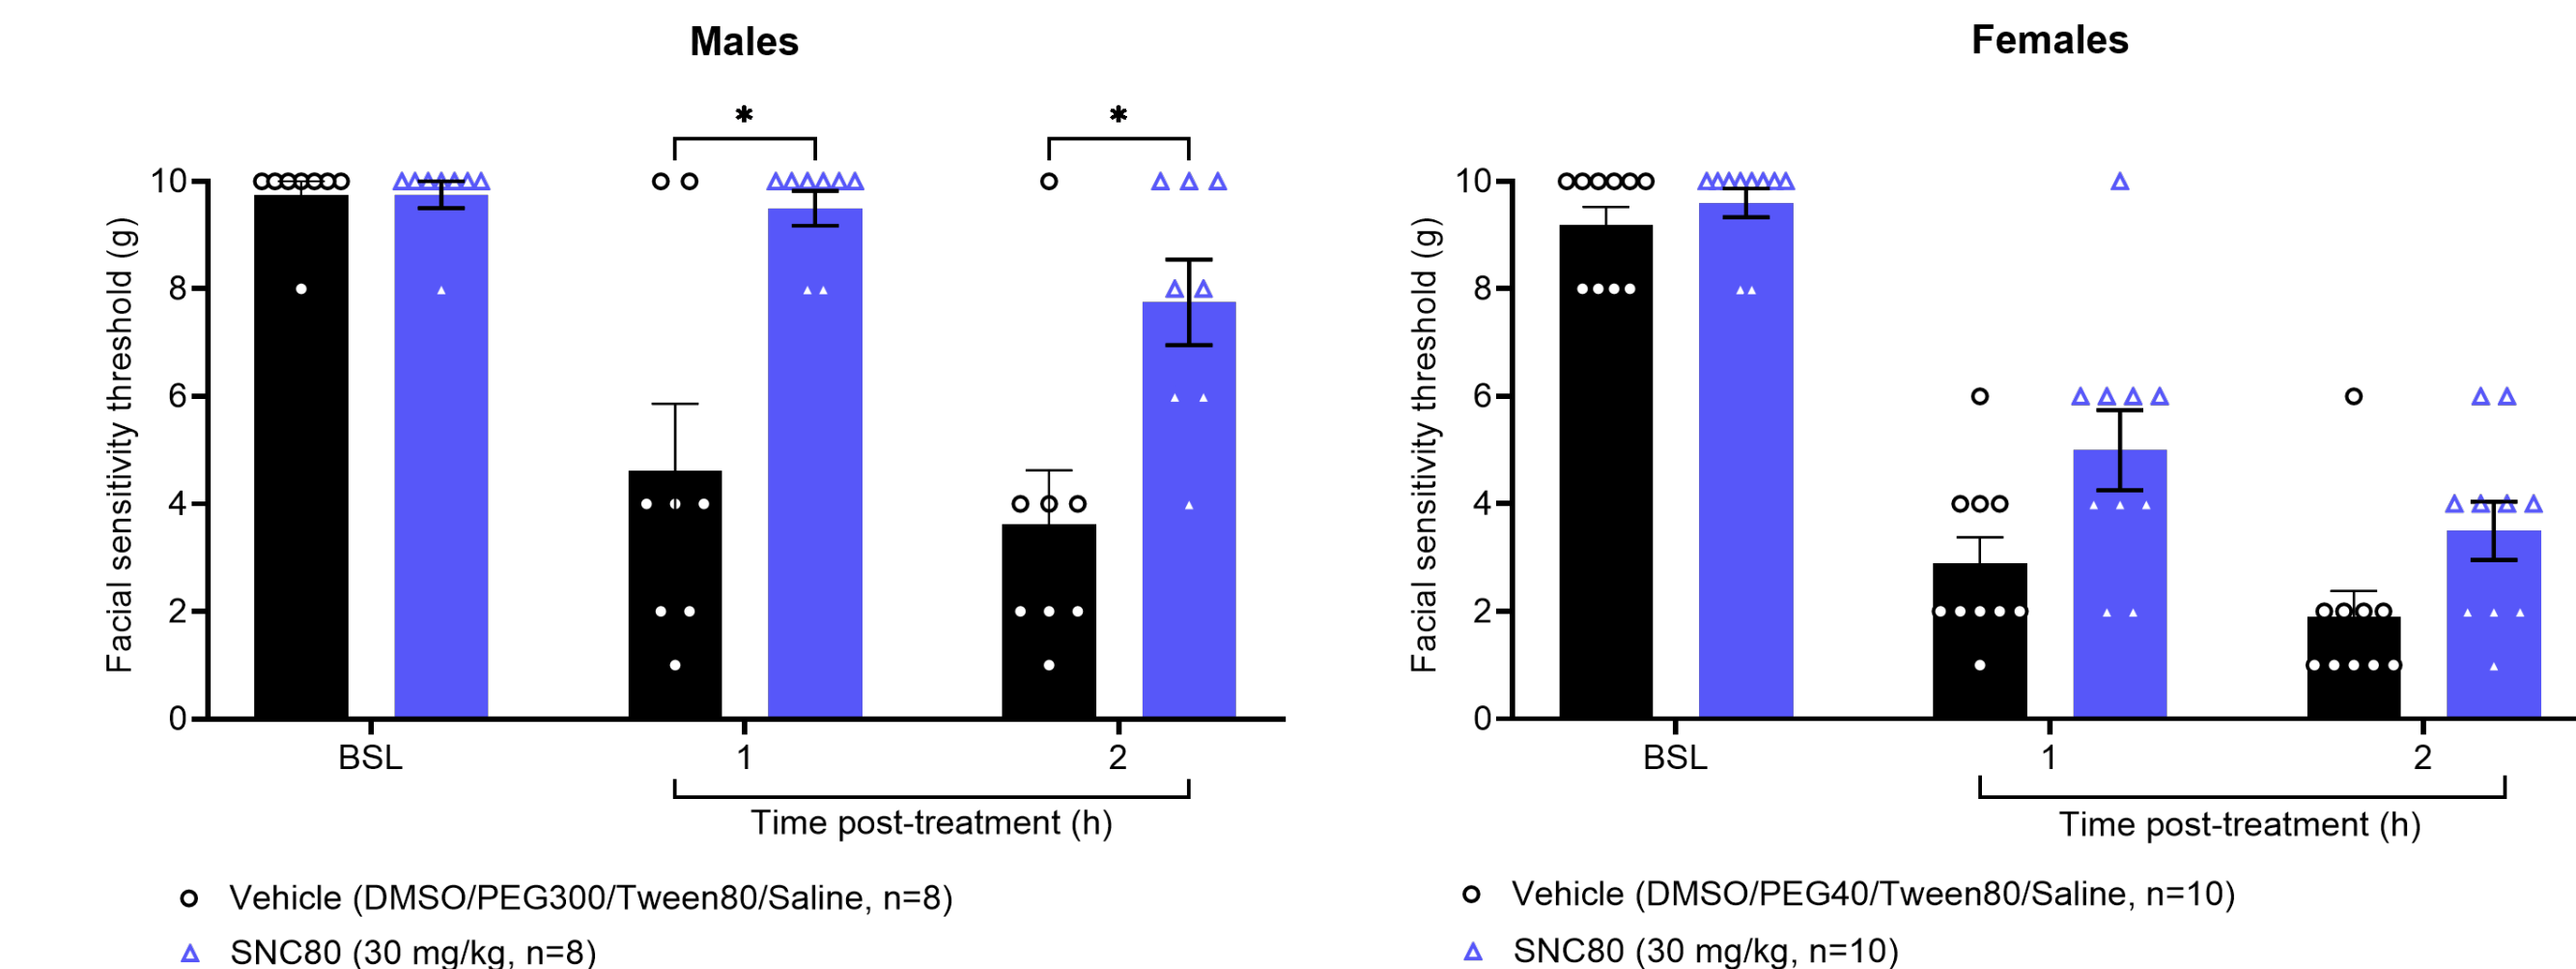 Males
*
*
Facial sensitivity threshold (g)
10
8
6
4
2
0
BSL
1
2
Time post-treatment (h)
Vehicle (DMSO/PEG300/Tween80/Saline, n=8)
SNC80 (30 mg/kg, n=8)
Females
Facial sensitivity threshold (g)
10
8
6
4
2
0
BSL
1
2
Time post-treatment (h)
Vehicle (DMSO/PEG40/Tween80/Saline, n=10)
SNC80 (30 mg/kg, n=10)